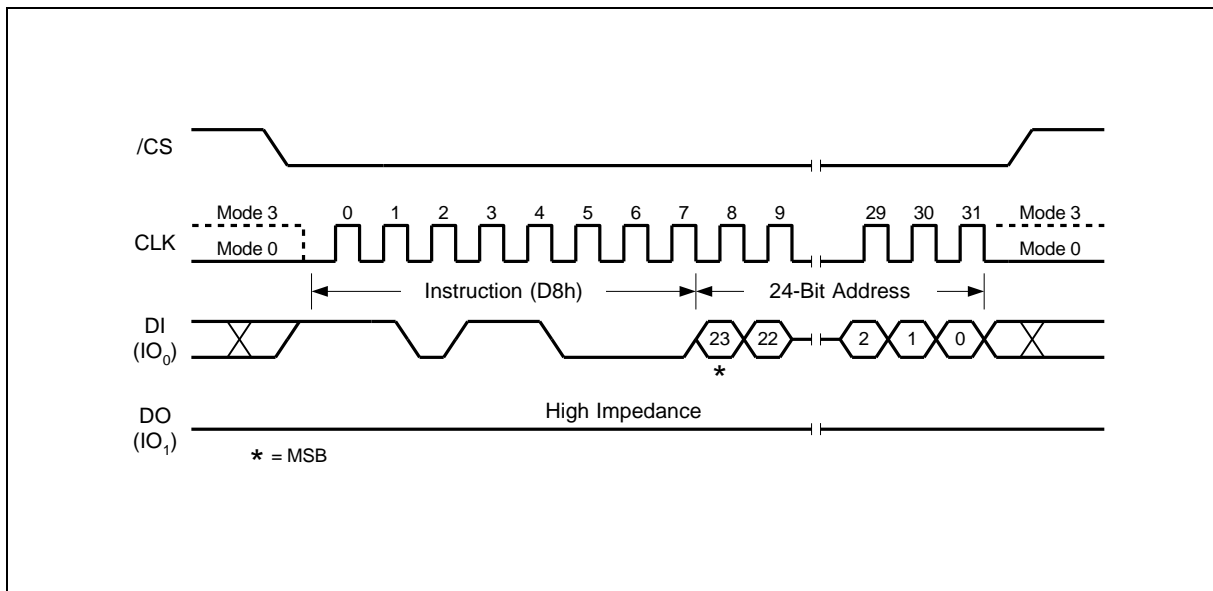 /CS
Mode 3 0 1 2 3 4 5 6 7 8 9 29 30 31 Mode 3
CLK
Mode 0 Mode 0
Instruction (D8h) 24-Bit Address
DI
(IO₀)
23 22 2 1 0
*
High Impedance
DO
(IO₁)
* = MSB